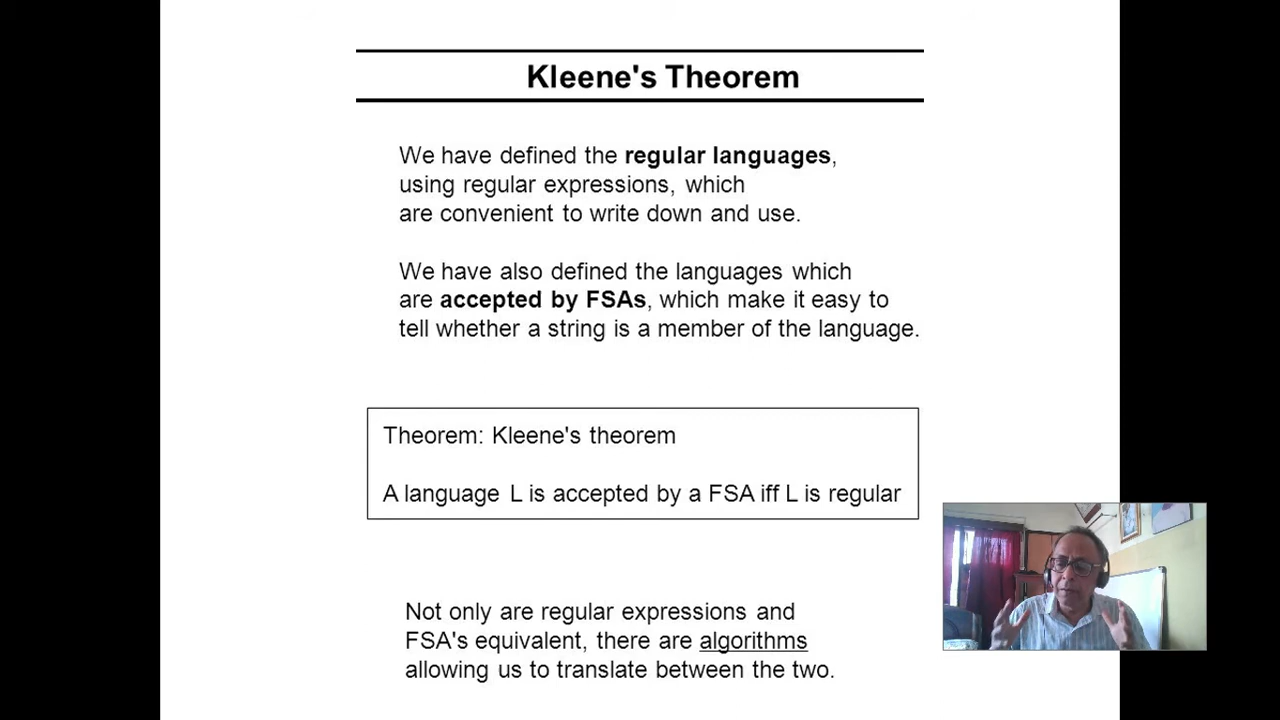 Kleene's Theorem
We have defined the regular languages,
using regular expressions, which
are convenient to write down and use.
We have also defined the languages which
are accepted by FSAs, which make it easy to
tell whether a string is a member of the language.
Theorem: Kleene's theorem
A language L is accepted by a FSA iff L is regular
Not only are regular expressions and
FSA's equivalent, there are algorithms
allowing us to translate between the two.